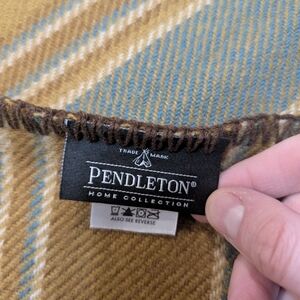 TRADE MARK
PENDLETON®
HOME COLLECTION
ALSO SEE REVERSE